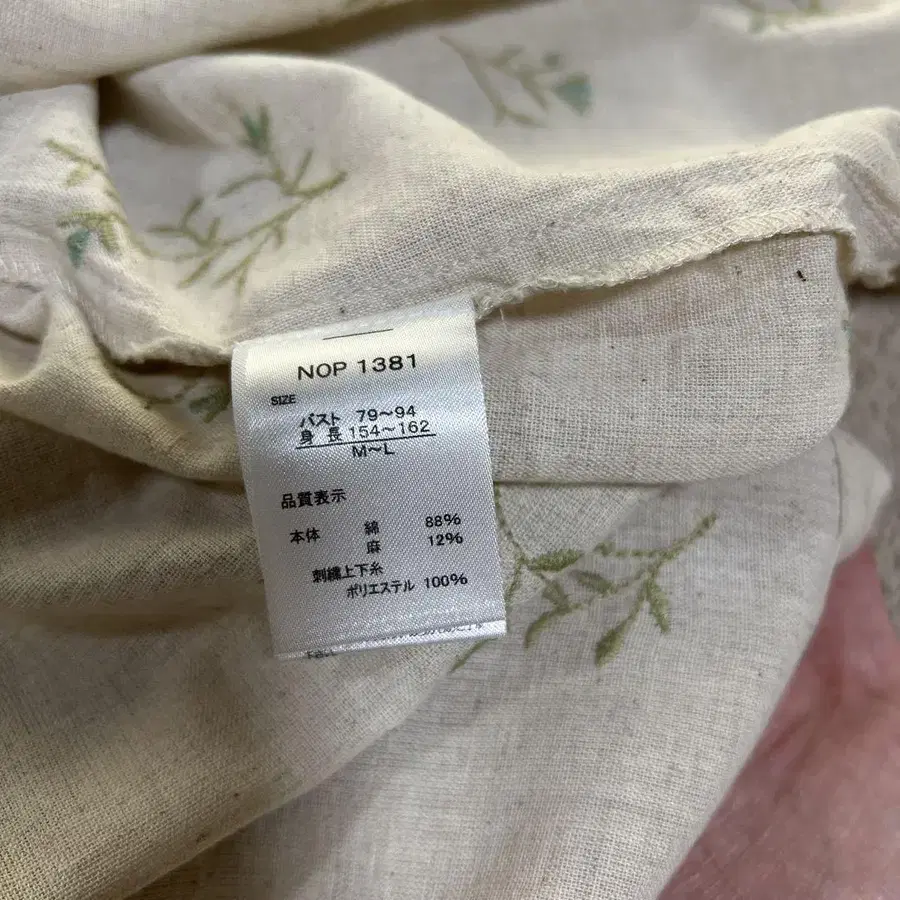 NOP 1381
SIZE
バスト 79〜94
身長 154〜162
M〜L
品質表示
本体 綿 88%
麻 12%
刺繍上下糸
ポリエステル 100%